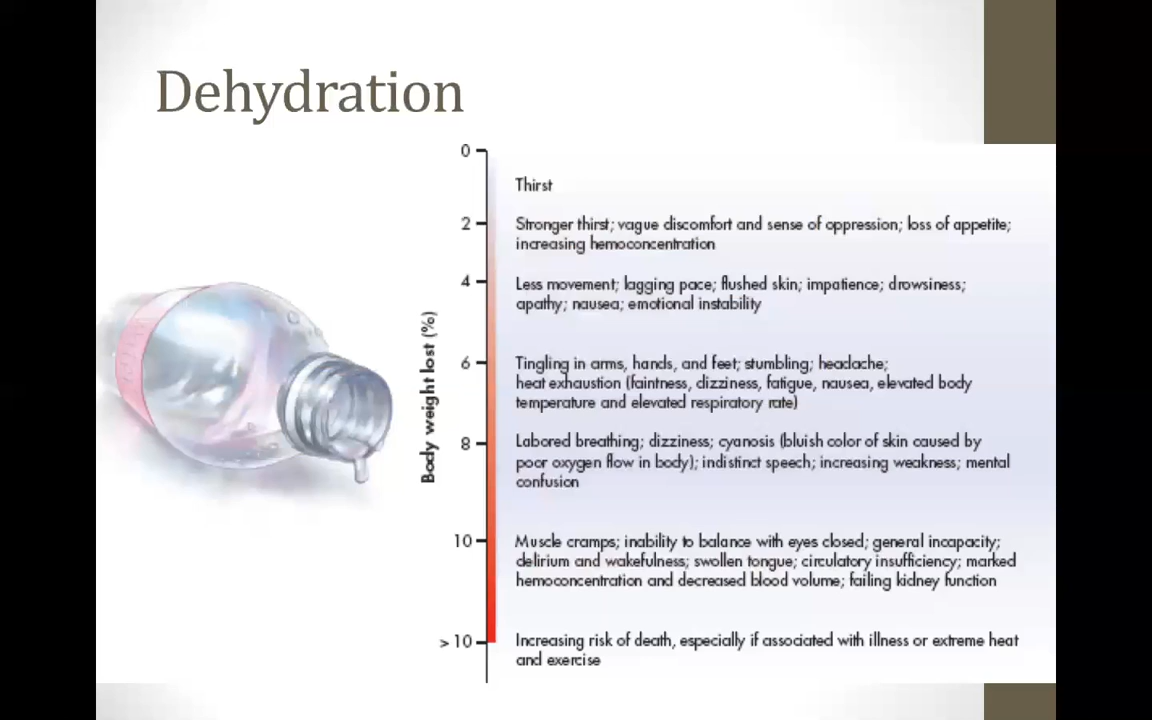 Dehydration
0
Thirst
2
Stronger thirst; vague discomfort and sense of oppression; loss of appetite;
increasing hemoconcentration
4
Less movement; lagging pace; flushed skin; impatience; drowsiness;
apathy; nausea; emotional instability
Body weight lost (%)
6
Tingling in arms, hands, and feet; stumbling; headache;
heat exhaustion (faintness, dizziness, fatigue, nausea, elevated body
temperature and elevated respiratory rate)
8
Labored breathing; dizziness; cyanosis (bluish color of skin caused by
poor oxygen flow in body); indistinct speech; increasing weakness; mental
confusion
10
Muscle cramps; inability to balance with eyes closed; general incapacity;
delirium and wakefulness; swollen tongue; circulatory insufficiency; marked
hemoconcentration and decreased blood volume; failing kidney function
> 10
Increasing risk of death, especially if associated with illness or extreme heat
and exercise